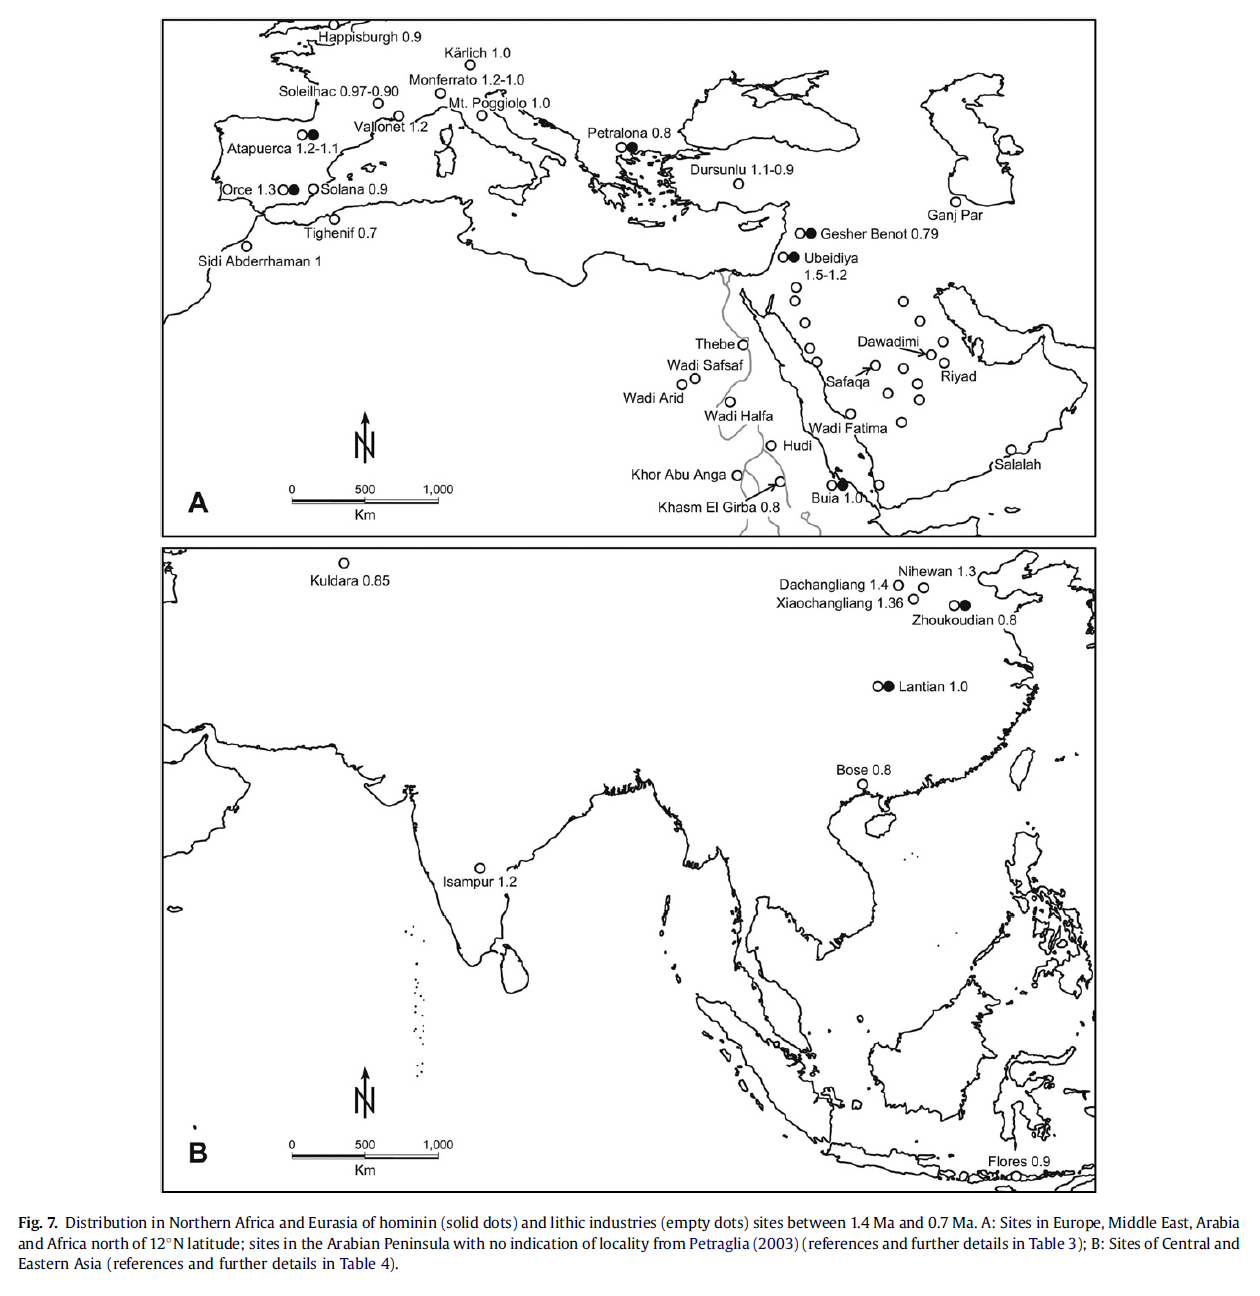 Happisburgh 0.9
Kärlich 1.0
Monferrato 1.2-1.0
Soleilhac 0.97-0.90
Mt. Poggiolo 1.0
Vallonet 1.2
Petralona 0.8
Atapuerca 1.2-1.1
Dursunlu 1.1-0.9
Orce 1.3
Solana 0.9
Ganj Par
Tighenif 0.7
Gesher Benot 0.79
Sidi Abderrhaman 1
Ubeidiya
1.5-1.2
Thebe
Dawadimi
Wadi Safsaf
Safaqa
Riyad
Wadi Arid
Wadi Halfa
Wadi Fatima
Hudi
Salalah
Khor Abu Anga
Buia 1.0
Khasm El Girba 0.8
N
0 500 1,000
Km
A
Kuldara 0.85
Nihewan 1.3
Dachangliang 1.4
Xiaochangliang 1.36
Zhoukoudian 0.8
Lantian 1.0
Bose 0.8
Isampur 1.2
N
0 500 1,000
Km
B
Flores 0.9
Fig. 7. Distribution in Northern Africa and Eurasia of hominin (solid dots) and lithic industries (empty dots) sites between 1.4 Ma and 0.7 Ma. A: Sites in Europe, Middle East, Arabia
and Africa north of 12°N latitude; sites in the Arabian Peninsula with no indication of locality from Petraglia (2003) (references and further details in Table 3); B: Sites of Central and
Eastern Asia (references and further details in Table 4).